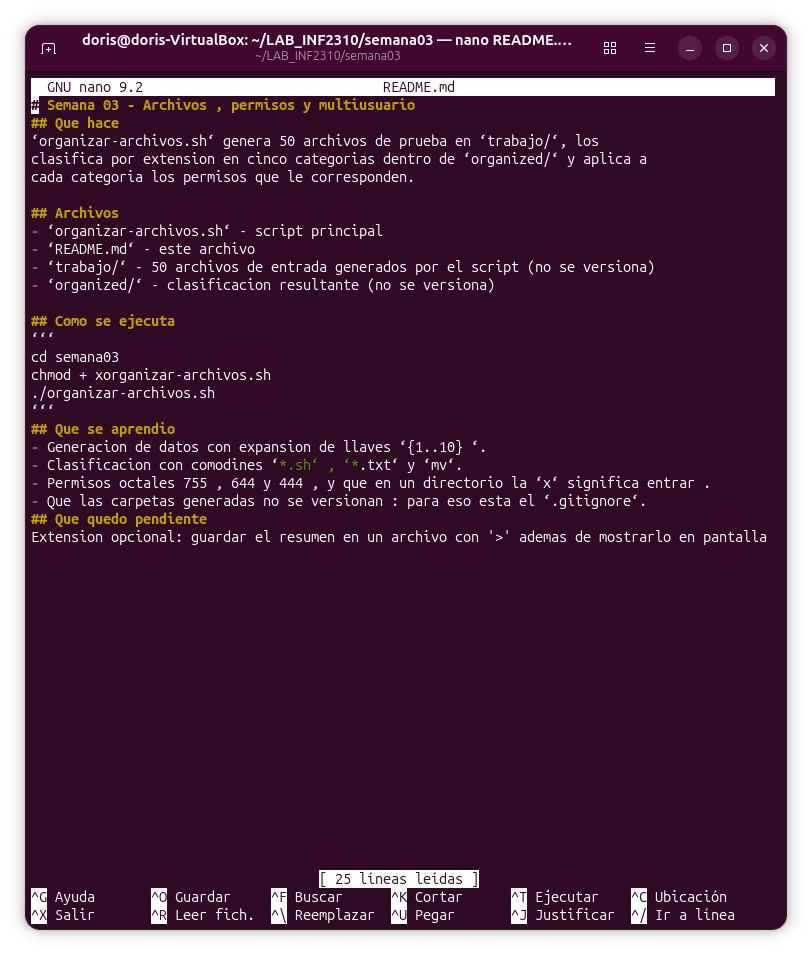 doris@doris-VirtualBox: ~/LAB_INF2310/semana03 — nano README.…
~/LAB_INF2310/semana03
GNU nano 9.2 README.md
# Semana 03 - Archivos , permisos y multiusuario
## Que hace
‘organizar-archivos.sh‘ genera 50 archivos de prueba en ‘trabajo/‘, los
clasifica por extension en cinco categorias dentro de ‘organized/‘ y aplica a
cada categoria los permisos que le corresponden.
## Archivos
- ‘organizar-archivos.sh‘ - script principal
- ‘README.md‘ - este archivo
- ‘trabajo/‘ - 50 archivos de entrada generados por el script (no se versiona)
- ‘organized/‘ - clasificacion resultante (no se versiona)
## Como se ejecuta
‘‘‘
cd semana03
chmod + xorganizar-archivos.sh
./organizar-archivos.sh
‘‘‘
## Que se aprendio
- Generacion de datos con expansion de llaves ‘{1..10} ‘.
- Clasificacion con comodines ‘*.sh‘ , ‘*.txt‘ y ‘mv‘.
- Permisos octales 755 , 644 y 444 , y que en un directorio la ‘x‘ significa entrar .
- Que las carpetas generadas no se versionan : para eso esta el ‘.gitignore‘.
## Que quedo pendiente
Extension opcional: guardar el resumen en un archivo con '>' ademas de mostrarlo en pantalla
[ 25 líneas leídas ]
^G Ayuda ^O Guardar ^F Buscar ^K Cortar ^T Ejecutar ^C Ubicación
^X Salir ^R Leer fich. ^\ Reemplazar ^U Pegar ^J Justificar ^/ Ir a línea